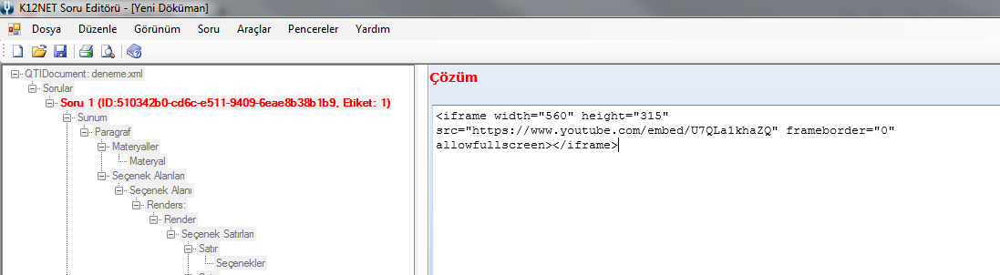 K12NET Soru Editörü - [Yeni Döküman]
Dosya Düzenle Görünüm Soru Araçlar Pencereler Yardım
QTIDocument: deneme.xml
Sorular
Soru 1 (ID:510342b0-cd6c-e511-9409-6eae8b38b1b9, Etiket: 1)
Sunum
Paragraf
Materyaller
Materyal
Seçenek Alanları
Seçenek Alanı
Renders:
Render
Seçenek Satırları
Satır
Seçenekler
Çözüm
<iframe width="560" height="315"
src="https://www.youtube.com/embed/U7QLa1khaZQ" frameborder="0"
allowfullscreen></iframe>